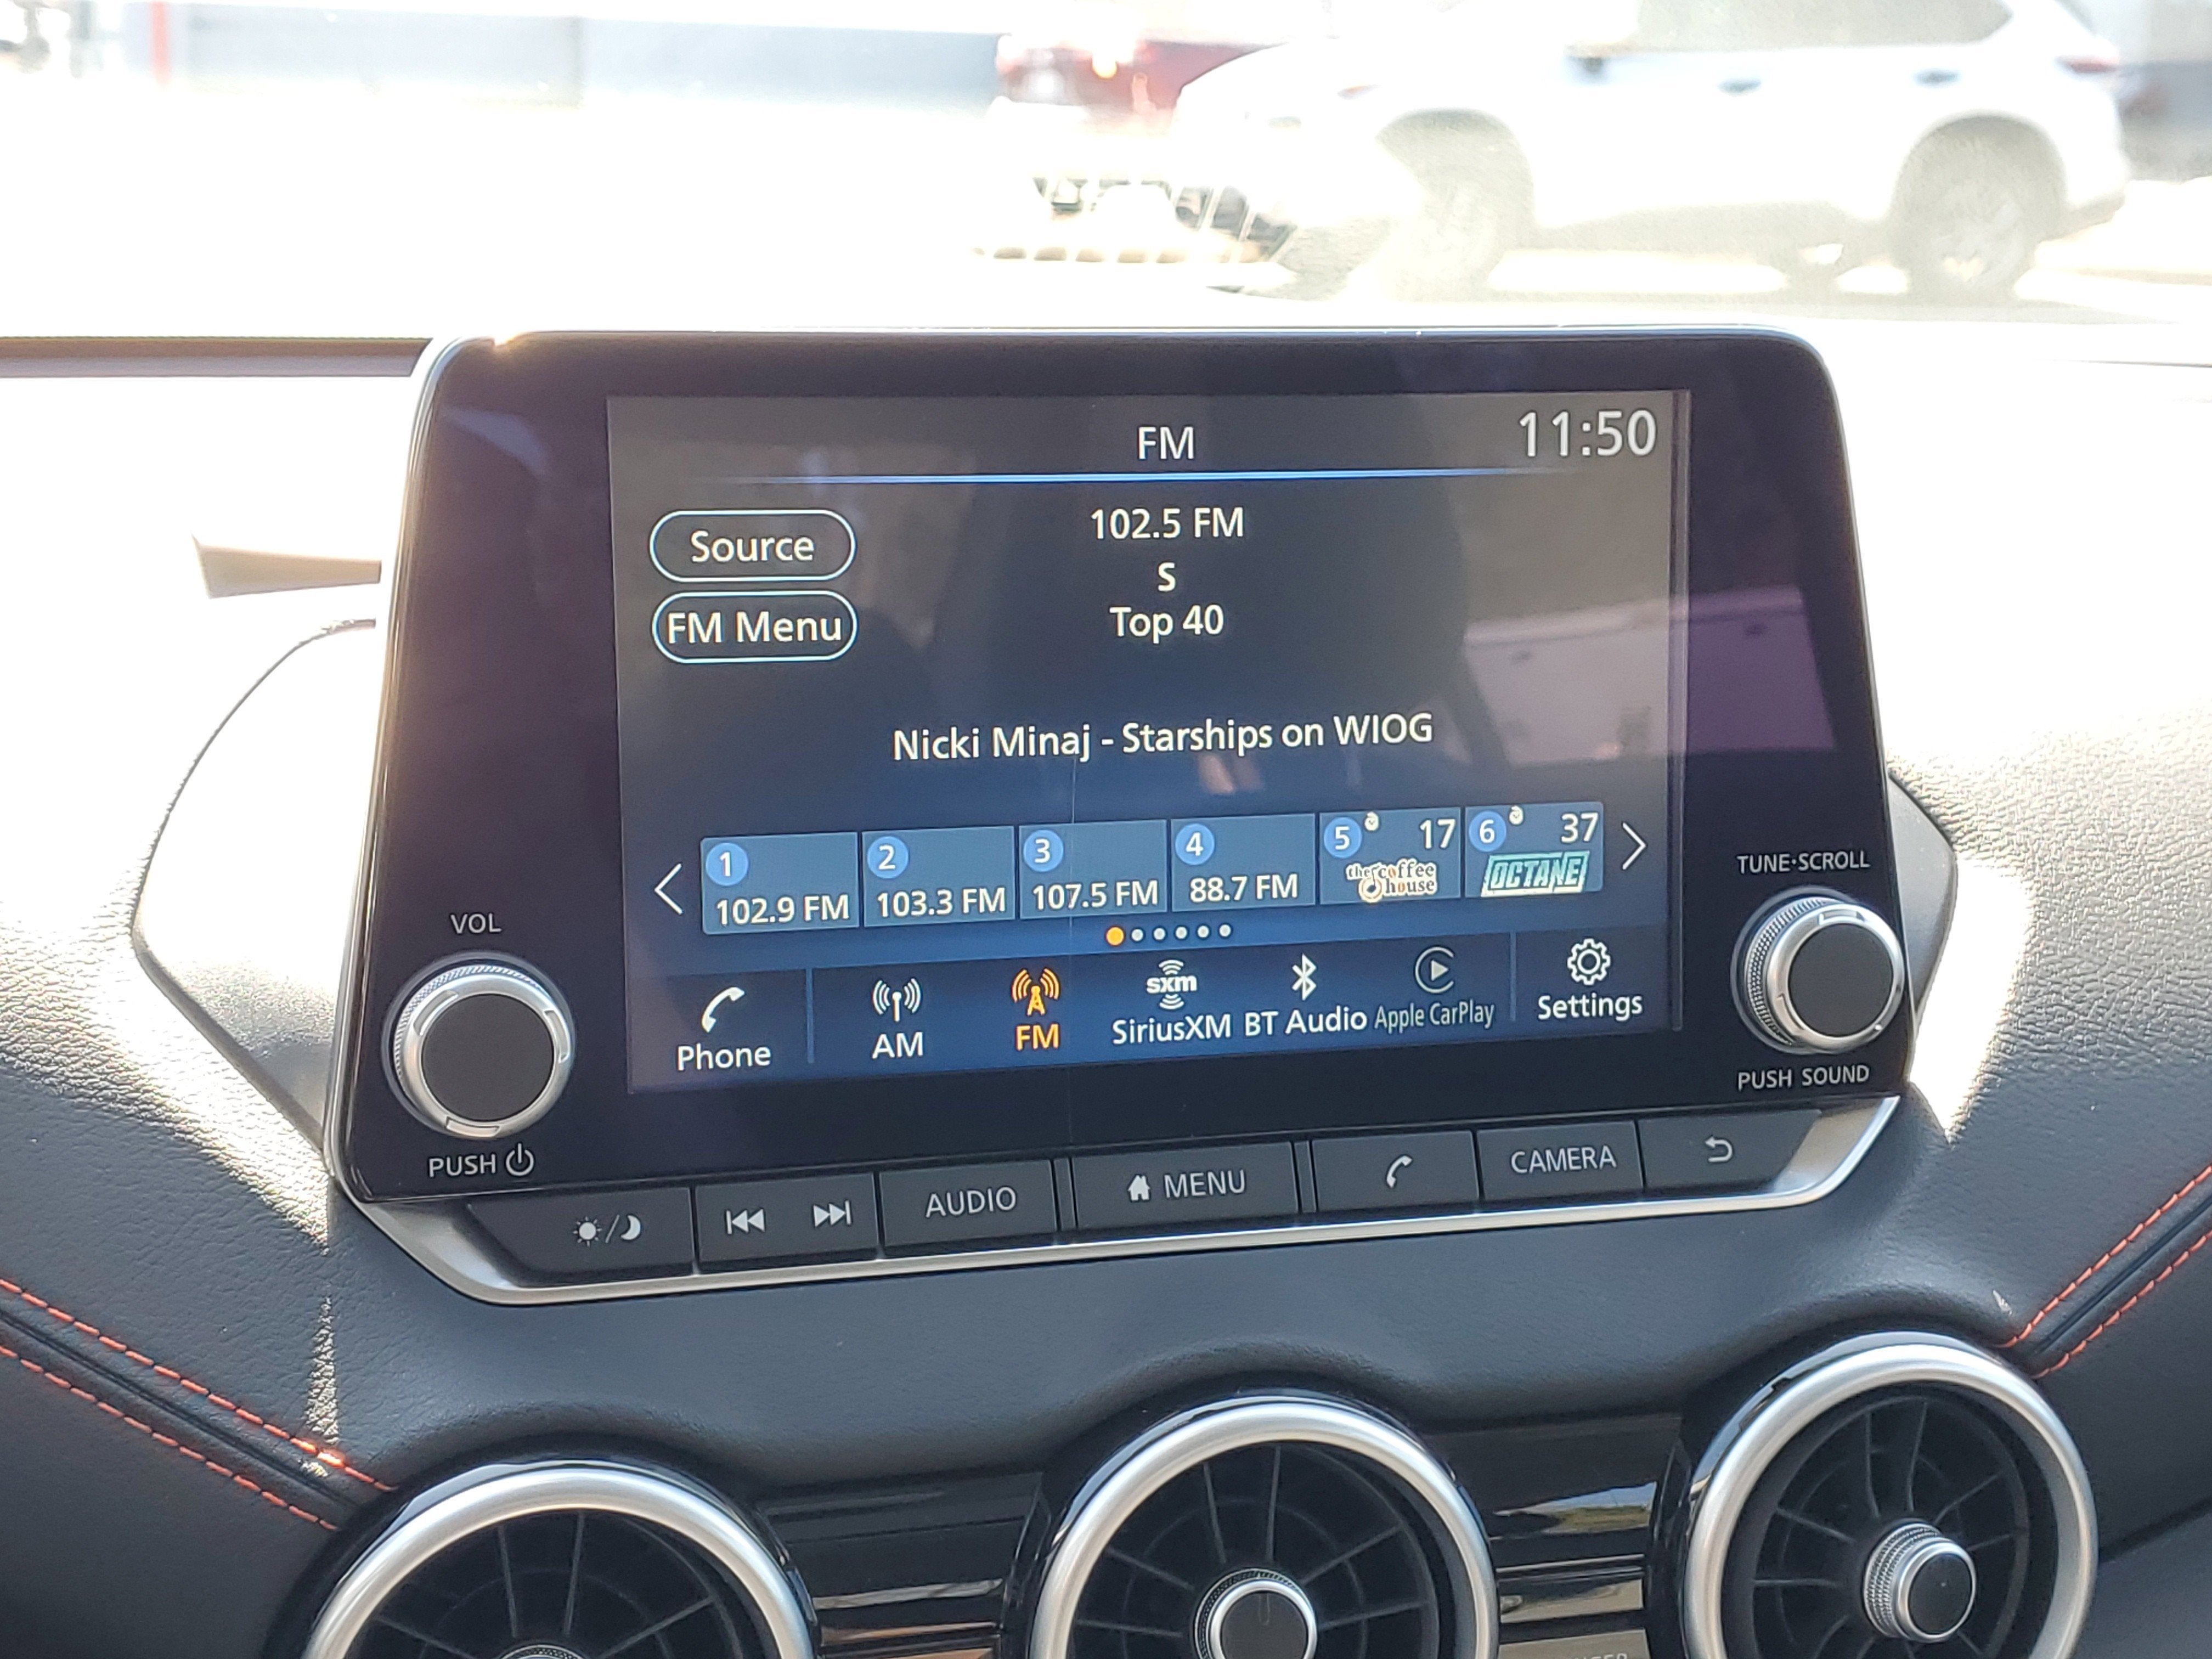 FM
11:50
Source
FM Menu
102.5 FM
S
Top 40
Nicki Minaj - Starships on WIOG
1
102.9 FM
2
103.3 FM
3
107.5 FM
4
88.7 FM
5 17
the coffee
house
6 37
OCTANE
Phone
AM
FM
sxm
SiriusXM
BT Audio
Apple CarPlay
Settings
VOL
PUSH
TUNE·SCROLL
PUSH SOUND
AUDIO
MENU
CAMERA